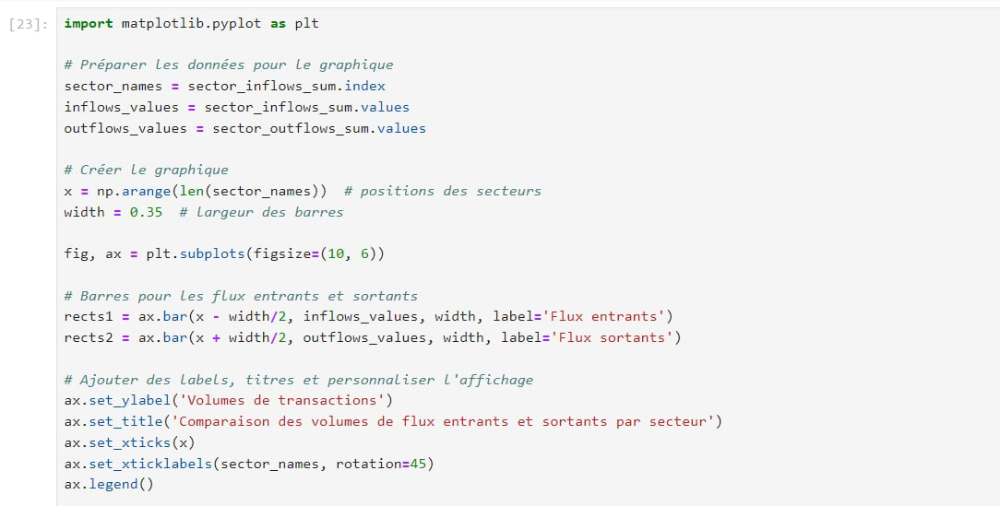 [23]:
import matplotlib.pyplot as plt
# Préparer les données pour le graphique
sector_names = sector_inflows_sum.index
inflows_values = sector_inflows_sum.values
outflows_values = sector_outflows_sum.values
# Créer le graphique
x = np.arange(len(sector_names))  # positions des secteurs
width = 0.35  # largeur des barres
fig, ax = plt.subplots(figsize=(10, 6))
# Barres pour les flux entrants et sortants
rects1 = ax.bar(x - width/2, inflows_values, width, label='Flux entrants')
rects2 = ax.bar(x + width/2, outflows_values, width, label='Flux sortants')
# Ajouter des labels, titres et personnaliser l'affichage
ax.set_ylabel('Volumes de transactions')
ax.set_title('Comparaison des volumes de flux entrants et sortants par secteur')
ax.set_xticks(x)
ax.set_xticklabels(sector_names, rotation=45)
ax.legend()